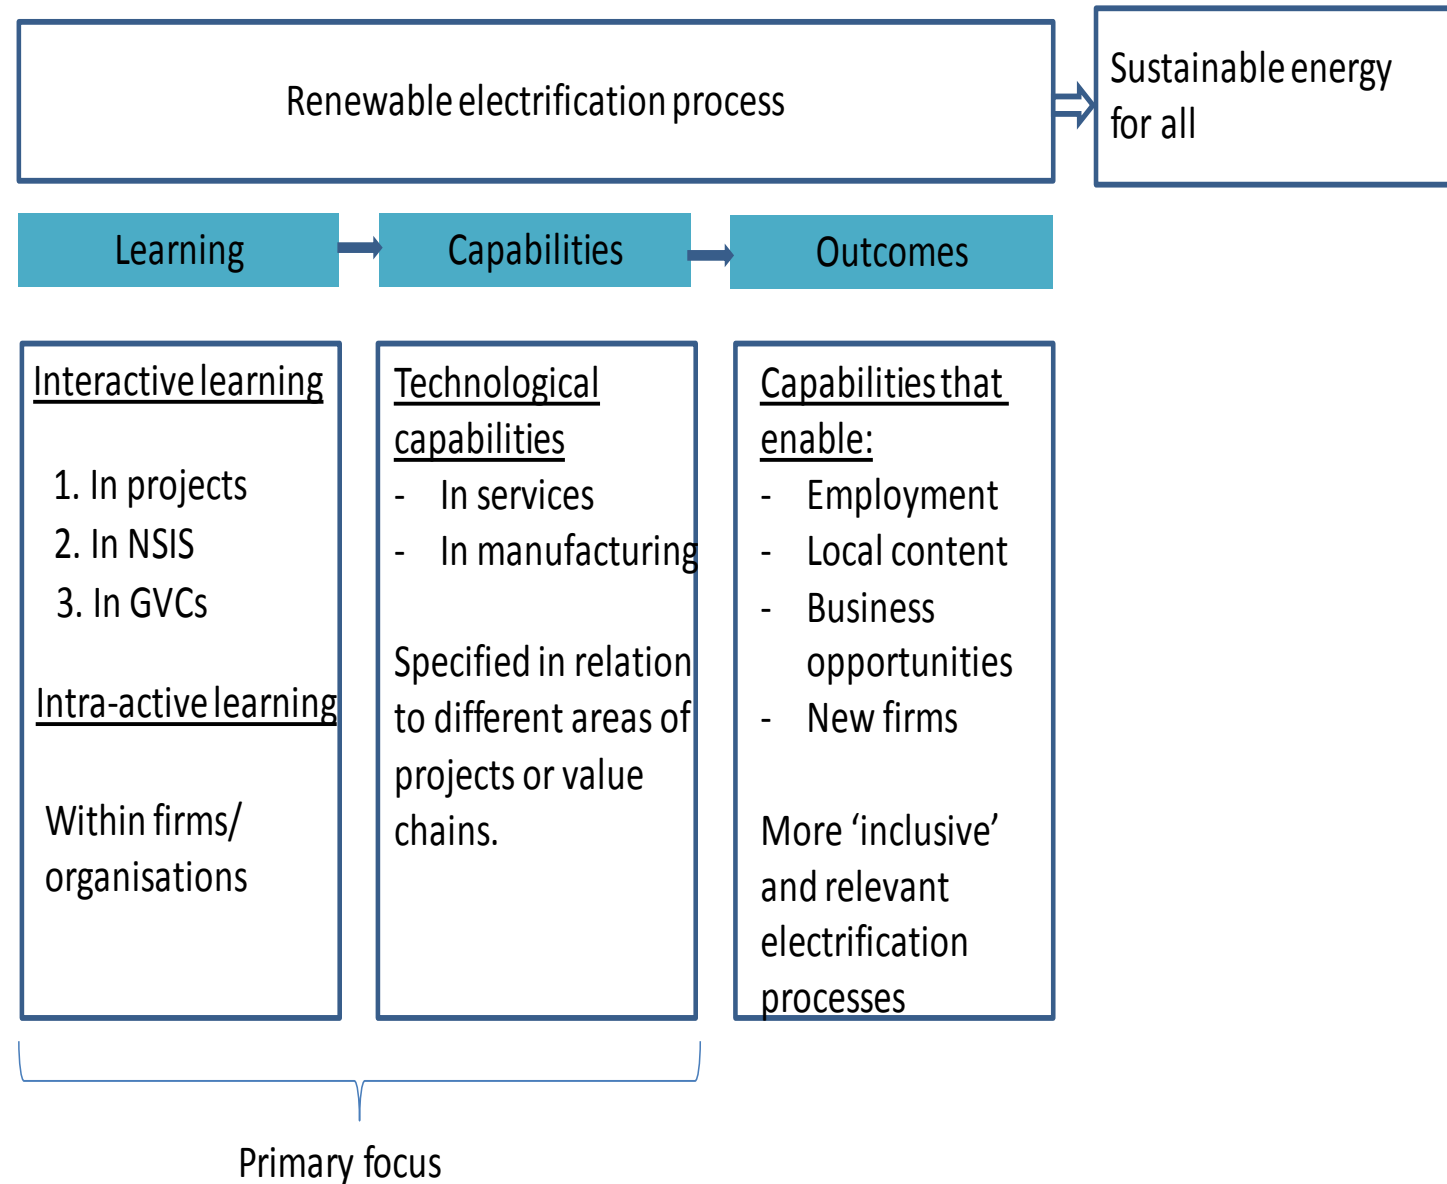 Renewable electrification process
Sustainable energy
for all
Learning
Capabilities
Outcomes
Interactive learning
1. In projects
2. In NSIS
3. In GVCs
Intra-active learning
Within firms/
organisations
Technological
capabilities
- In services
- In manufacturing
Specified in relation
to different areas of
projects or value
chains.
Capabilities that
enable:
- Employment
- Local content
- Business
opportunities
- New firms
More ‘inclusive’
and relevant
electrification
processes
Primary focus